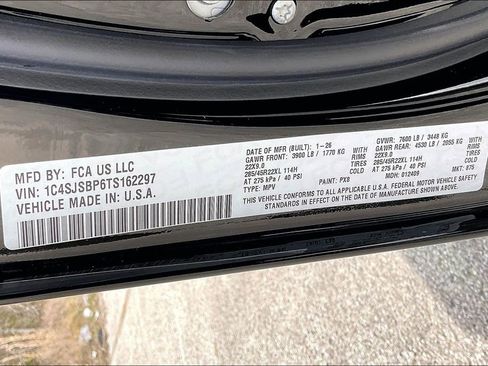 MFD BY: FCA US LLC
VIN: 1C4SJSBP6TS162297
VEHICLE MADE IN: U.S.A.
DATE OF MFR (BUILT): 1-26 GVWR: 7600 LB / 3448 KG
GAWR FRONT: 3900 LB / 1770 KG GAWR REAR: 4530 LB / 2055 KG
22X9.0 RIMS 22X9.0 RIMS
285/45R22XL 114H TIRES 285/45R22XL 114H TIRES
AT 275 kPa / 40 PSI COLD AT 275 kPa / 40 PSI COLD
TYPE: MPV PAINT: PX8 MDH: 012409 MKT: 875
THIS VEHICLE CONFORMS TO ALL APPLICABLE FEDERAL MOTOR VEHICLE SAFETY
STANDARDS IN EFFECT ON THE DATE OF MANUFACTURE SHOWN ABOVE